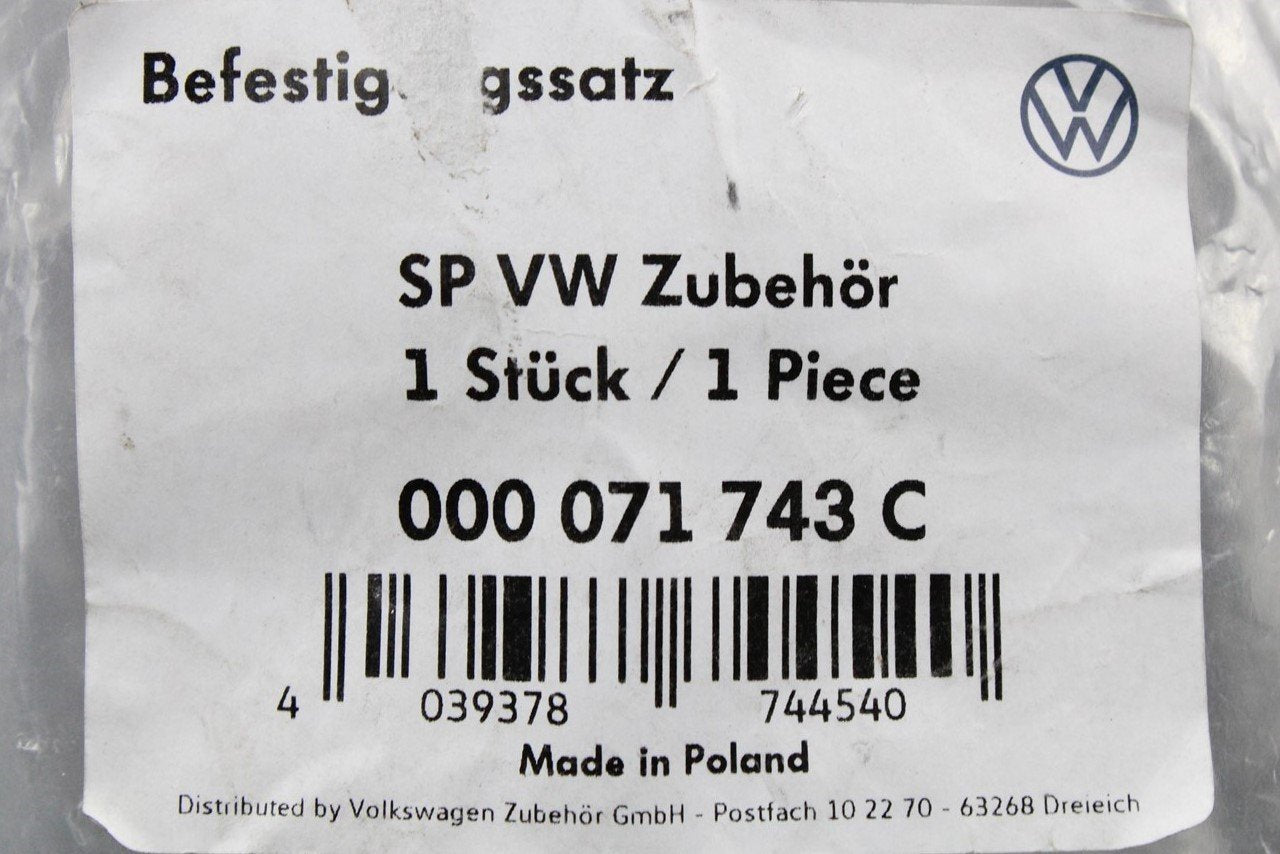 Befestig gssatz
SP VW Zubehör
1 Stück / 1 Piece
000 071 743 C
4 039378 744540
Made in Poland
Distributed by Volkswagen Zubehör GmbH - Postfach 10 22 70 - 63268 Dreieich